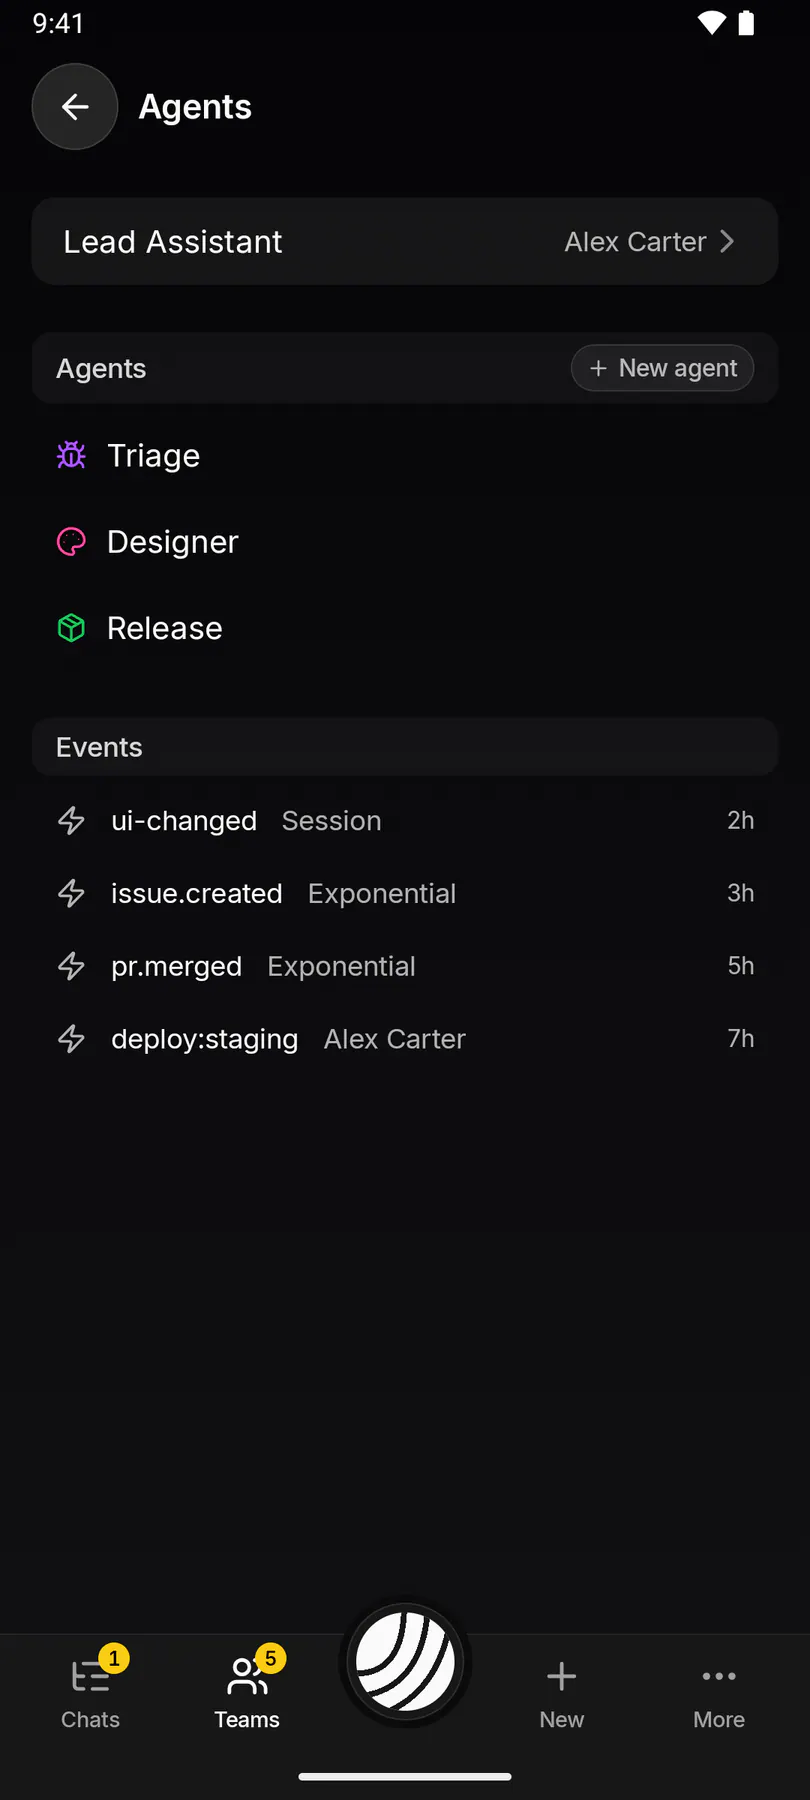 9:41
Agents
Lead Assistant Alex Carter
Agents + New agent
Triage
Designer
Release
Events
ui-changed Session 2h
issue.created Exponential 3h
pr.merged Exponential 5h
deploy:staging Alex Carter 7h
1 5
Chats Teams New More